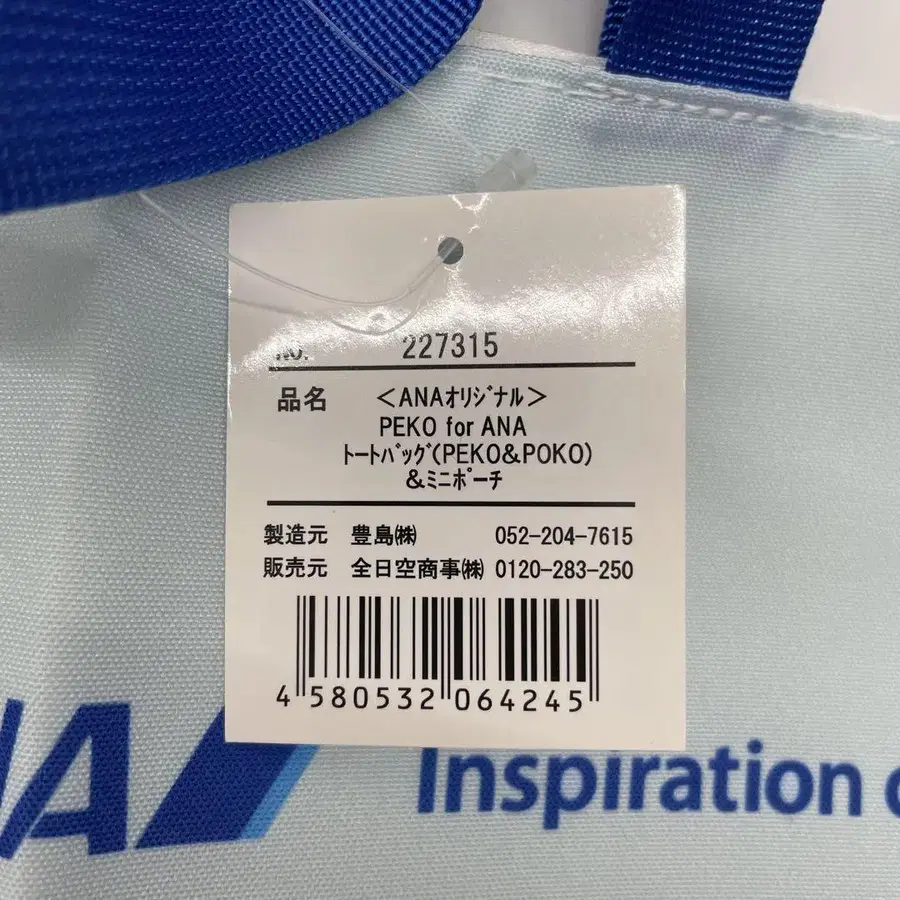 NO. 227315
品名 <ANAオリジナル>
PEKO for ANA
トートバッグ(PEKO&POKO)
&ミニポーチ
製造元 豊島㈱ 052-204-7615
販売元 全日空商事㈱ 0120-283-250
4 580532 064245
NA
Inspiration